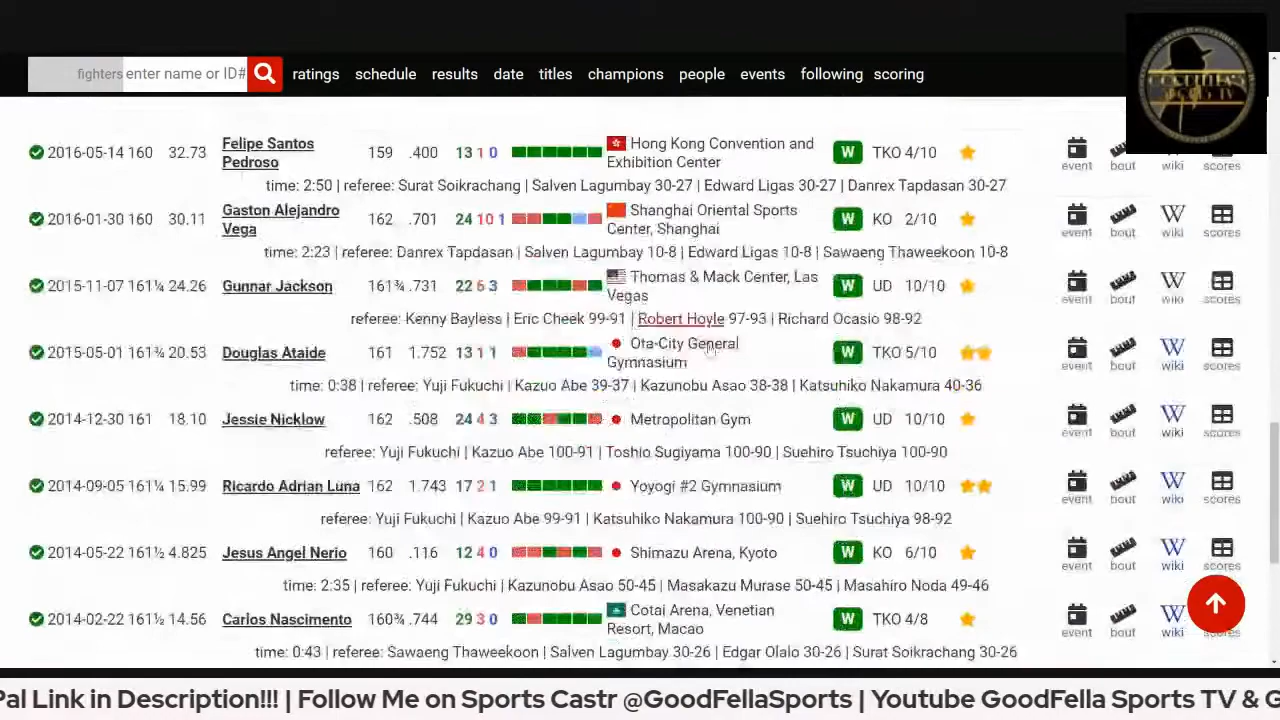 fighters enter name or ID# ratings schedule results date titles champions people events following scoring
GOODFELLA'S
SPORTS TV
2016-05-14 160 32.73 Felipe Santos Pedroso 159 .400 13 1 0 Hong Kong Convention and Exhibition Center W TKO 4/10
event wiki scores
time: 2:50 | referee: Surat Soikrachang | Salven Lagumbay 30-27 | Edward Ligas 30-27 | Danrex Tapdasan 30-27
2016-01-30 160 30.11 Gaston Alejandro Vega 162 .701 24 10 1 Shanghai Oriental Sports Center, Shanghai W KO 2/10
event bout W wiki scores
time: 2:23 | referee: Danrex Tapdasan | Salven Lagumbay 10-8 | Edward Ligas 10-8 | Sawaeng Thaweekoon 10-8
2015-11-07 161¼ 24.26 Gunnar Jackson 161¾ .731 22 6 3 Thomas & Mack Center, Las Vegas W UD 10/10
event bout W wiki scores
referee: Kenny Bayless | Eric Cheek 99-91 | Robert Hoyle 97-93 | Richard Ocasio 98-92
2015-05-01 161¾ 20.53 Douglas Ataide 161 1.752 13 1 1 Ota-City General Gymnasium W TKO 5/10
event bout W wiki scores
time: 0:38 | referee: Yuji Fukuchi | Kazuo Abe 39-37 | Kazunobu Asao 38-38 | Katsuhiko Nakamura 40-36
2014-12-30 161 18.10 Jessie Nicklow 162 .508 24 4 3 Metropolitan Gym W UD 10/10
event bout W wiki scores
referee: Yuji Fukuchi | Kazuo Abe 100-91 | Toshio Sugiyama 100-90 | Suehiro Tsuchiya 100-90
2014-09-05 161¼ 15.99 Ricardo Adrian Luna 162 1.743 17 2 1 Yoyogi #2 Gymnasium W UD 10/10
event bout W wiki scores
referee: Yuji Fukuchi | Kazuo Abe 99-91 | Katsuhiko Nakamura 100-90 | Suehiro Tsuchiya 98-92
2014-05-22 161½ 4.825 Jesus Angel Nerio 160 .116 12 4 0 Shimazu Arena, Kyoto W KO 6/10
event bout W wiki scores
time: 2:35 | referee: Yuji Fukuchi | Kazunobu Asao 50-45 | Masakazu Murase 50-45 | Masahiro Noda 49-46
2014-02-22 161½ 14.56 Carlos Nascimento 160¾ .744 29 3 0 Cotai Arena, Venetian Resort, Macao W TKO 4/8
event bout W wiki scores
time: 0:43 | referee: Sawaeng Thaweekoon | Salven Lagumbay 30-26 | Edgar Olalo 30-26 | Surat Soikrachang 30-26
Pal Link in Description!!! | Follow Me on Sports Castr @GoodFellaSports | Youtube GoodFella Sports TV & G